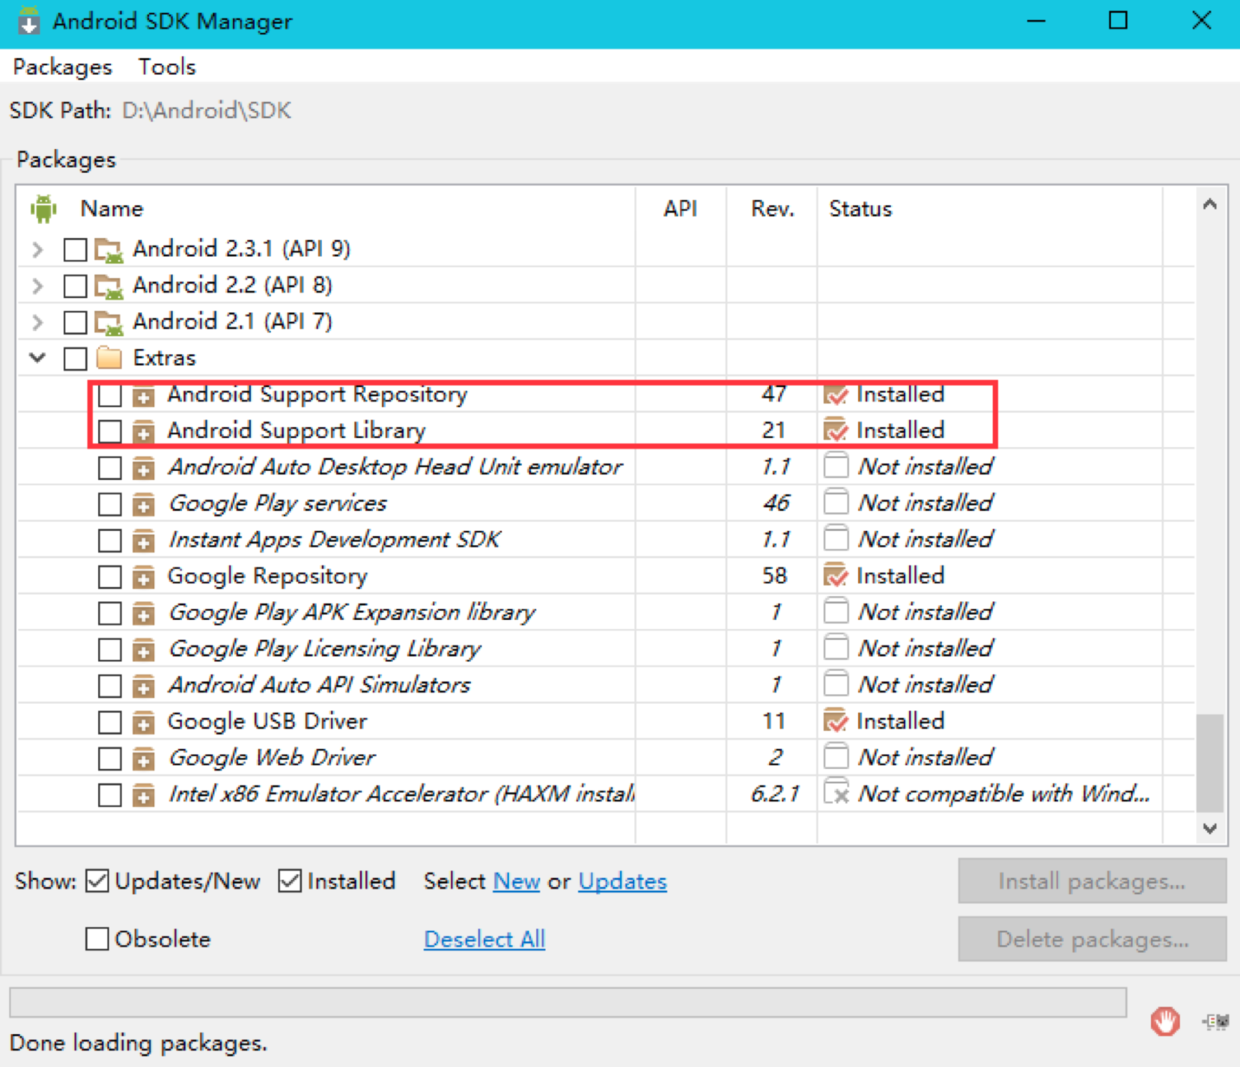 Android SDK Manager
Packages Tools
SDK Path: D:\Android\SDK
Packages
Name API Rev. Status
Android 2.3.1 (API 9)
Android 2.2 (API 8)
Android 2.1 (API 7)
Extras
Android Support Repository 47 Installed
Android Support Library 21 Installed
Android Auto Desktop Head Unit emulator 1.1 Not installed
Google Play services 46 Not installed
Instant Apps Development SDK 1.1 Not installed
Google Repository 58 Installed
Google Play APK Expansion library 1 Not installed
Google Play Licensing Library 1 Not installed
Android Auto API Simulators 1 Not installed
Google USB Driver 11 Installed
Google Web Driver 2 Not installed
Intel x86 Emulator Accelerator (HAXM install 6.2.1 Not compatible with Wind...
Show: Updates/New Installed Select New or Updates Install packages...
Obsolete Deselect All Delete packages...
Done loading packages.